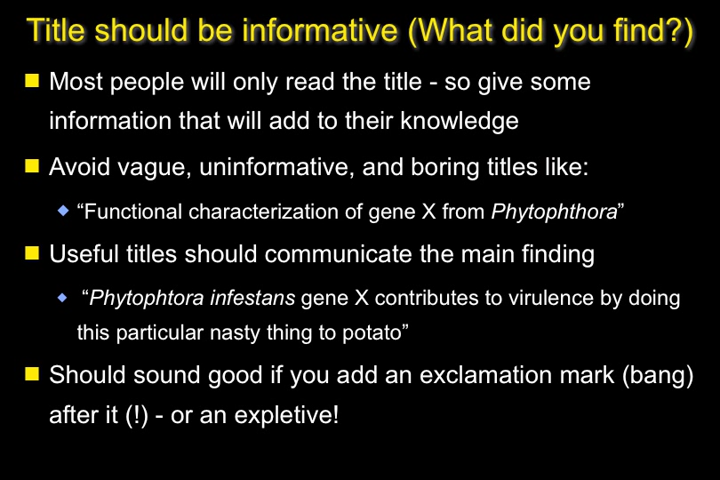 Title should be informative (What did you find?)
Most people will only read the title - so give some
information that will add to their knowledge
Avoid vague, uninformative, and boring titles like:
“Functional characterization of gene X from Phytophthora”
Useful titles should communicate the main finding
“Phytophtora infestans gene X contributes to virulence by doing
this particular nasty thing to potato”
Should sound good if you add an exclamation mark (bang)
after it (!) - or an expletive!